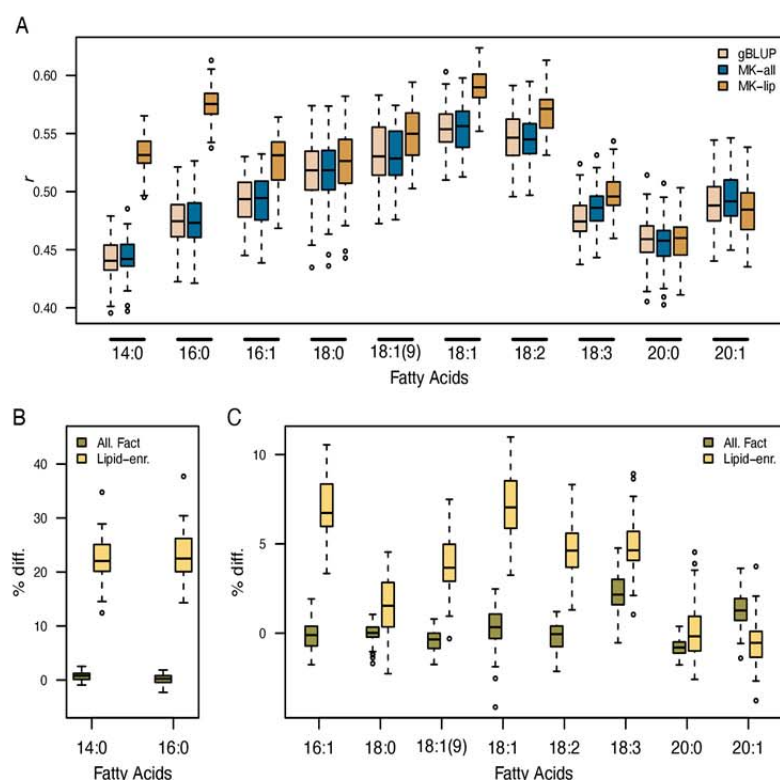 A
gBLUP
MK-all
MK-lip
r
0.60
0.55
0.50
0.45
0.40
14:0 16:0 16:1 18:0 18:1(9) 18:1 18:2 18:3 20:0 20:1
Fatty Acids
B
All. Fact
Lipid-enr.
% diff.
40
30
20
10
0
14:0 16:0
Fatty Acids
C
All. Fact
Lipid-enr.
% diff.
10
5
0
16:1 18:0 18:1(9) 18:1 18:2 18:3 20:0 20:1
Fatty Acids